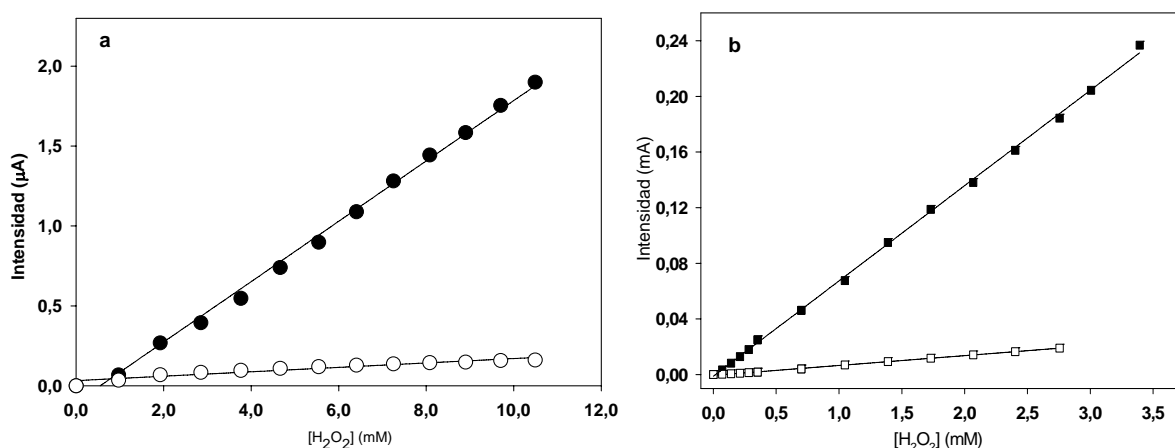 a
2,0
1,5
1,0
0,5
0,0
Intensidad (µA)
0,0 2,0 4,0 6,0 8,0 10,0 12,0
[H₂O₂] (mM)
b
0,24
0,20
0,16
0,12
0,08
0,04
0,00
Intensidad (mA)
0,0 0,5 1,0 1,5 2,0 2,5 3,0 3,5
[H₂O₂] (mM)